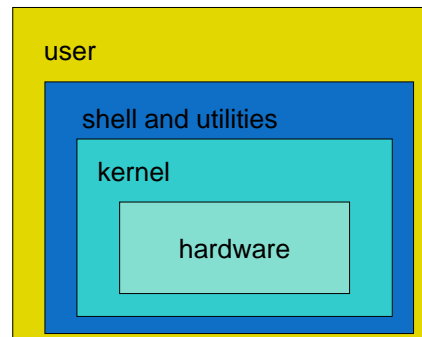 user
shell and utilities
kernel
hardware